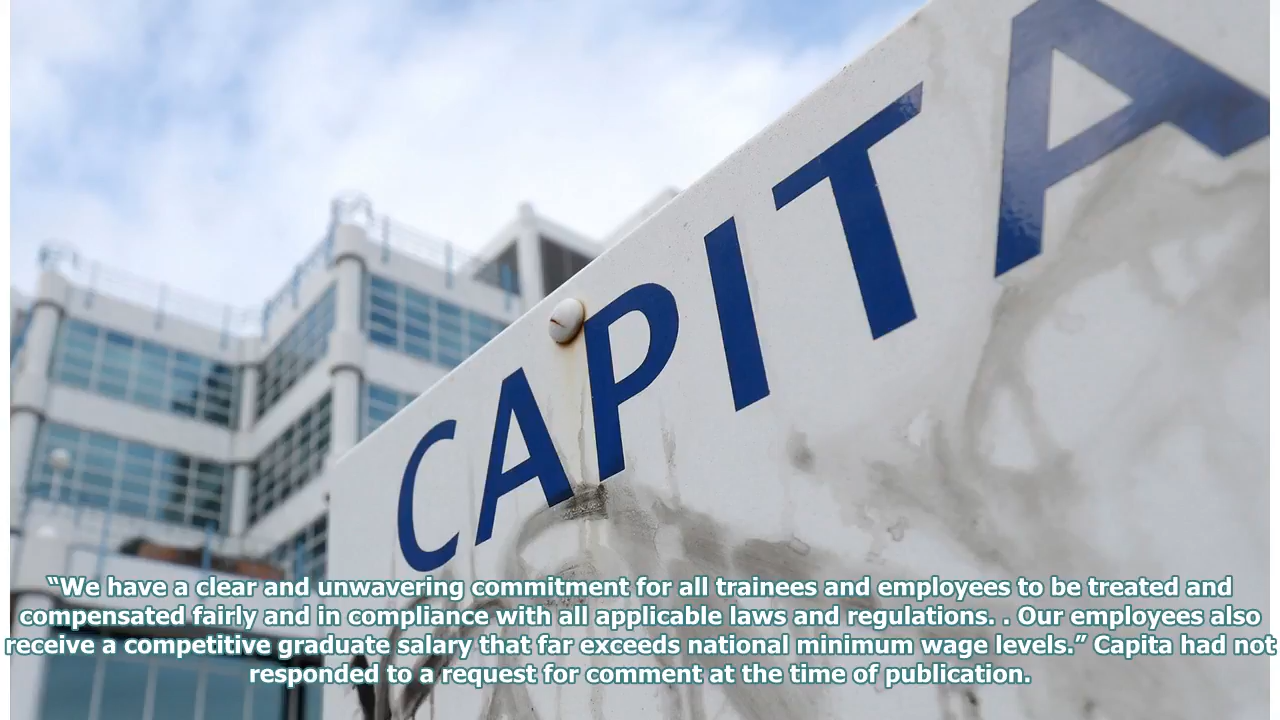 CAPITA
“We have a clear and unwavering commitment for all trainees and employees to be treated and
compensated fairly and in compliance with all applicable laws and regulations. . Our employees also
receive a competitive graduate salary that far exceeds national minimum wage levels.” Capita had not
responded to a request for comment at the time of publication.